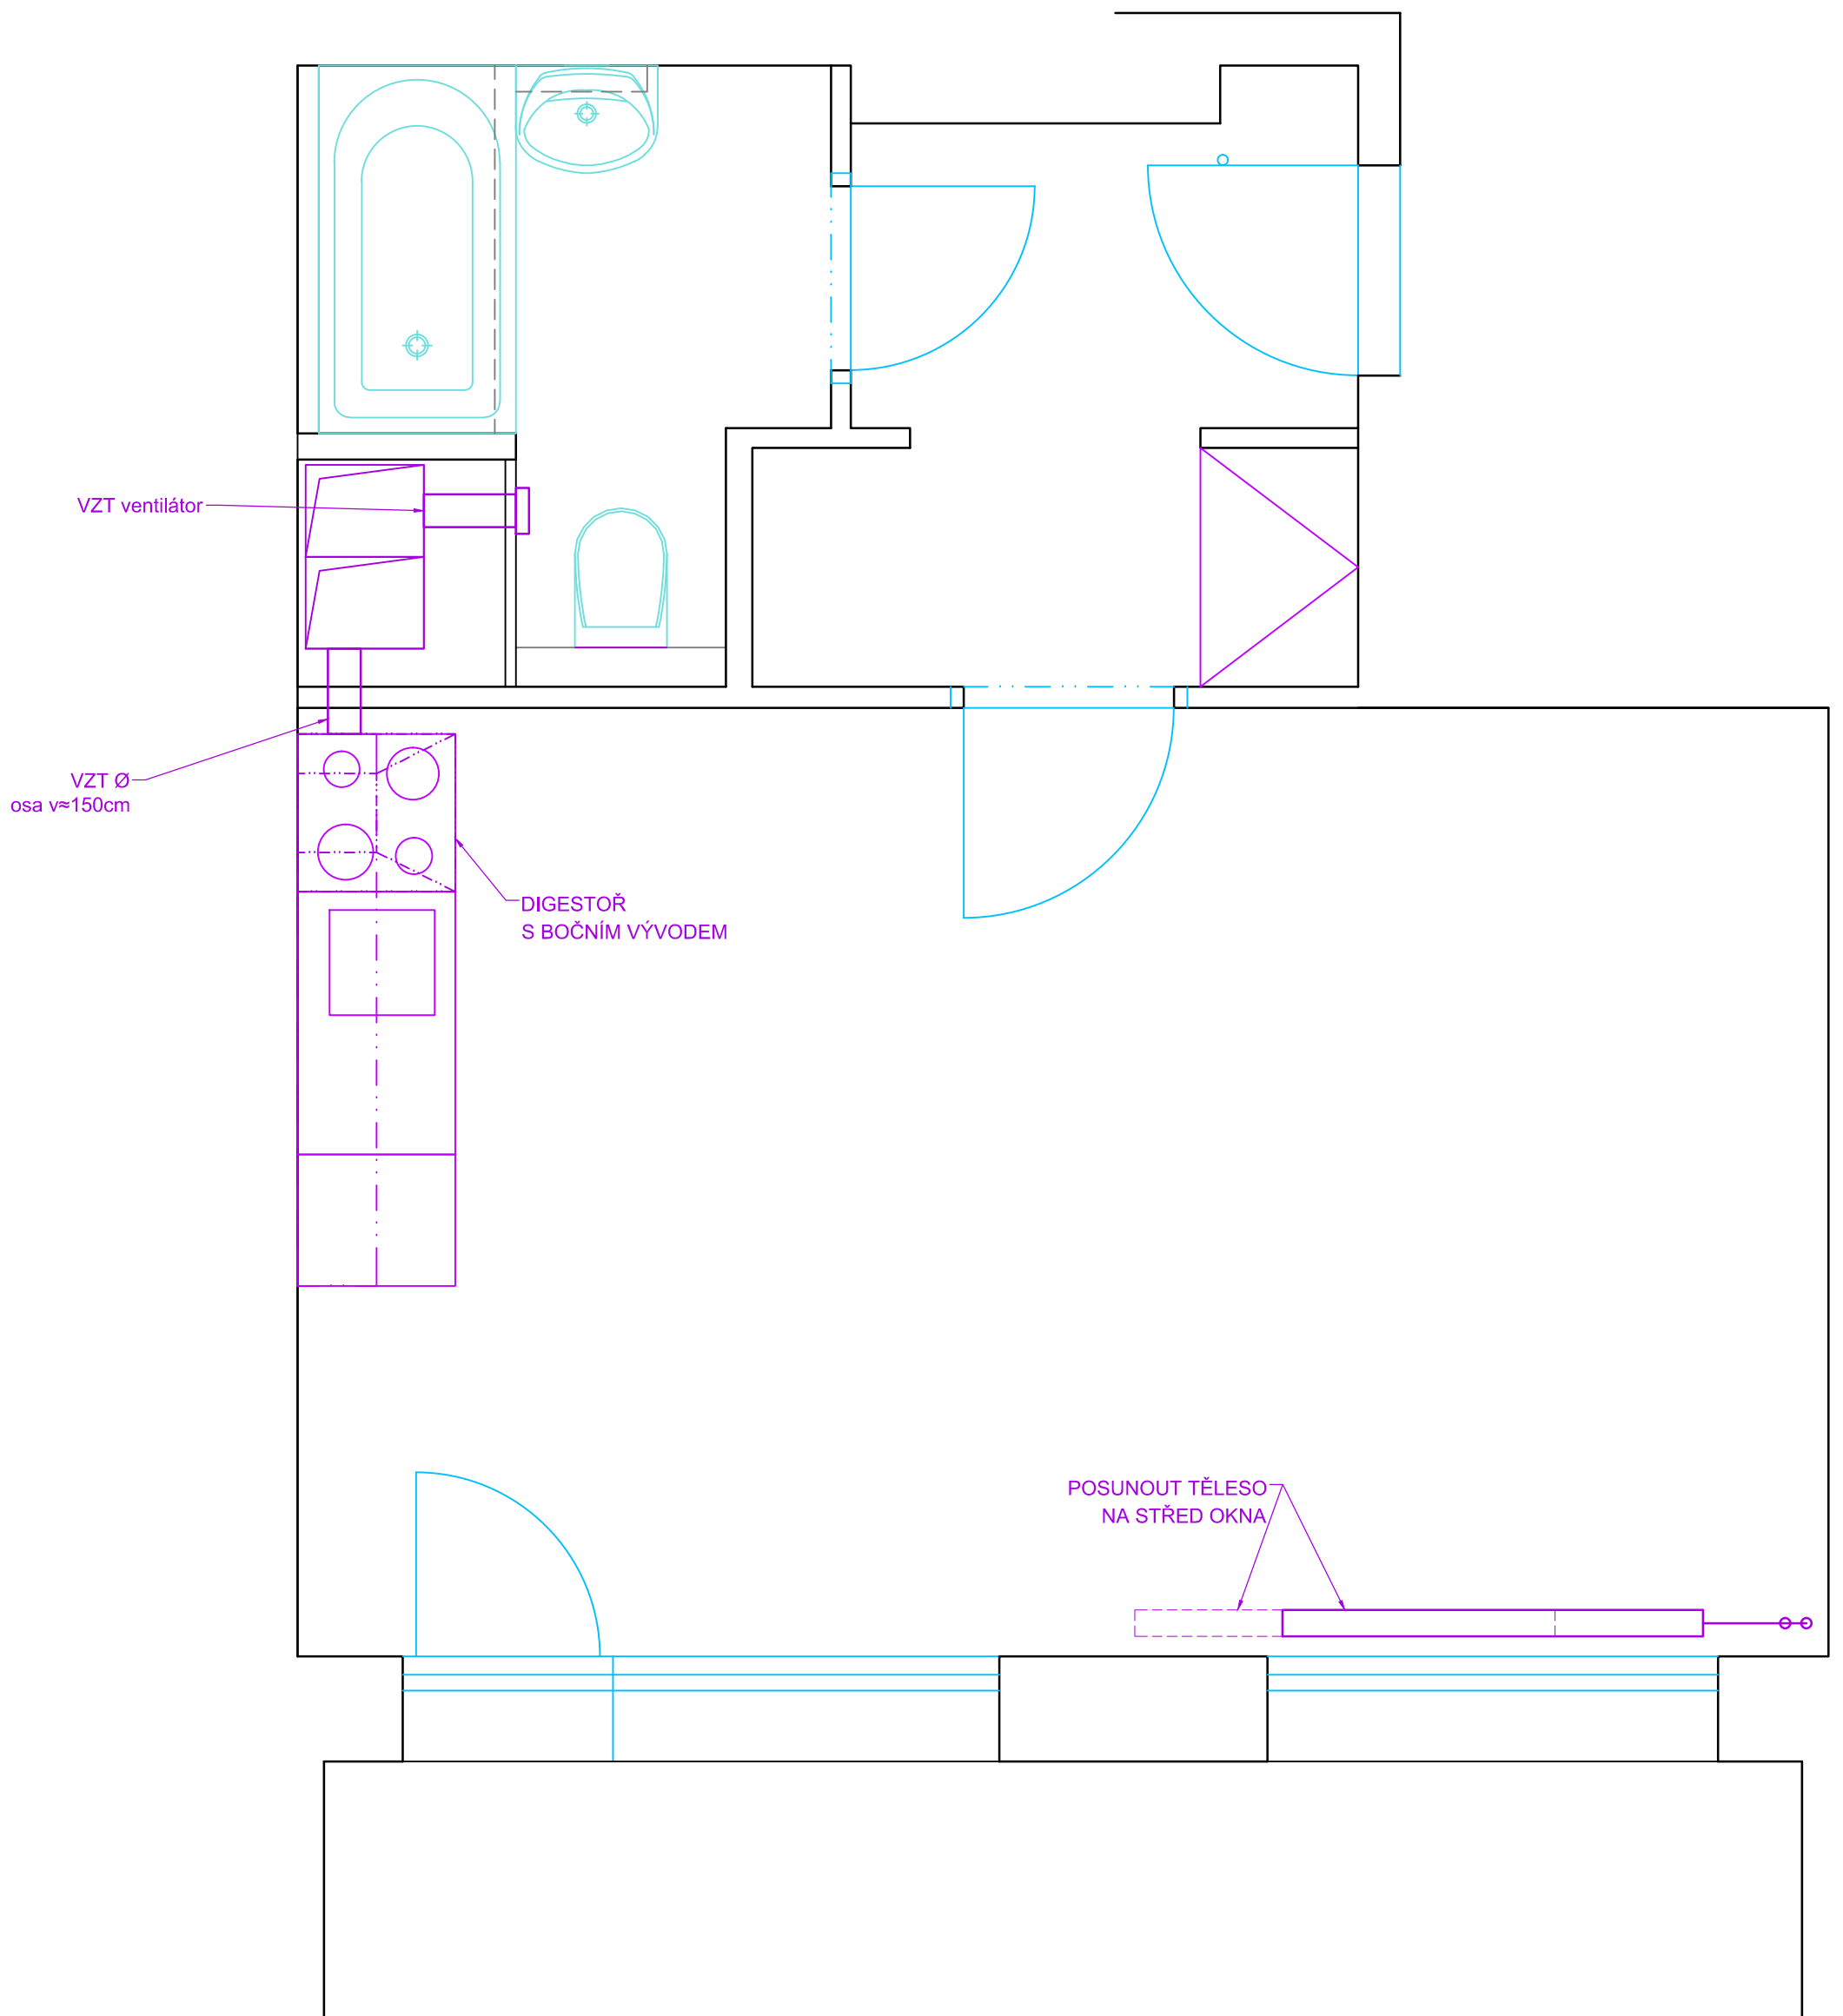 VZT ventilátor
VZT Ø
osa v≈150cm
DIGESTOŘ
S BOČNÍM VÝVODEM
POSUNOUT TĚLESO
NA STŘED OKNA